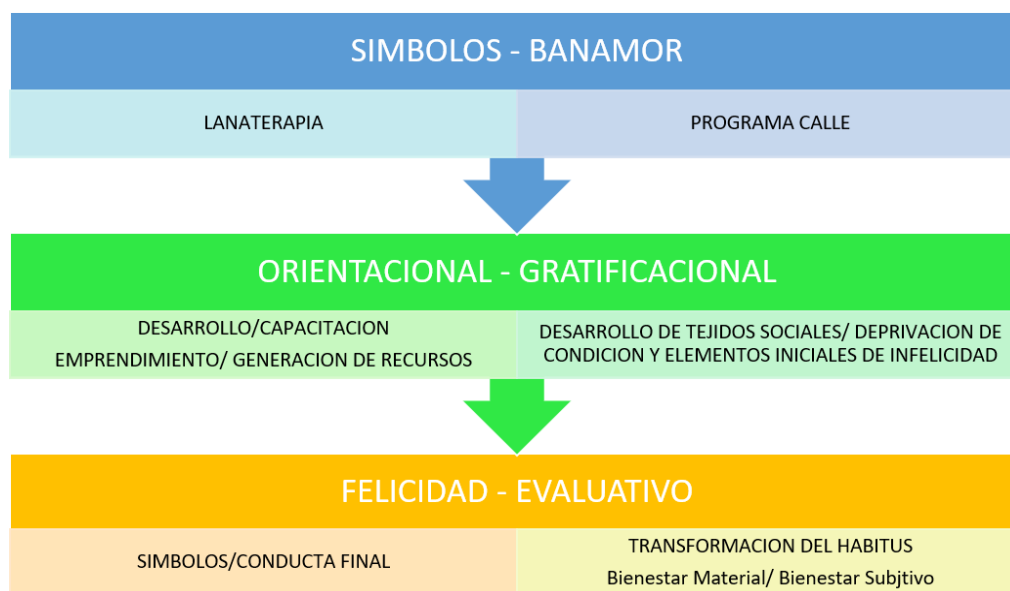 SIMBOLOS - BANAMOR
LANATERAPIA
PROGRAMA CALLE
ORIENTACIONAL - GRATIFICACIONAL
DESARROLLO/CAPACITACION
EMPRENDIMIENTO/ GENERACION DE RECURSOS
DESARROLLO DE TEJIDOS SOCIALES/ DEPRIVACION DE
CONDICION Y ELEMENTOS INICIALES DE INFELICIDAD
FELICIDAD - EVALUATIVO
SIMBOLOS/CONDUCTA FINAL
TRANSFORMACION DEL HABITUS
Bienestar Material/ Bienestar Subjtivo